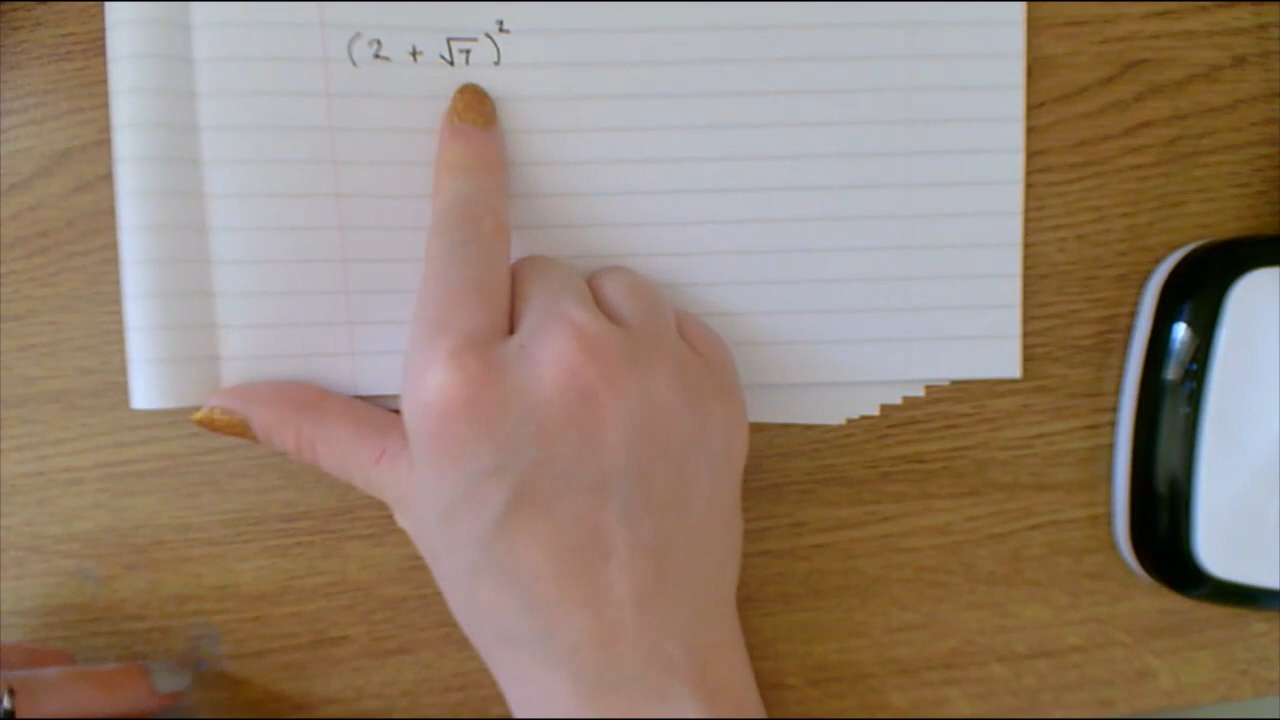 (2 + √7)²